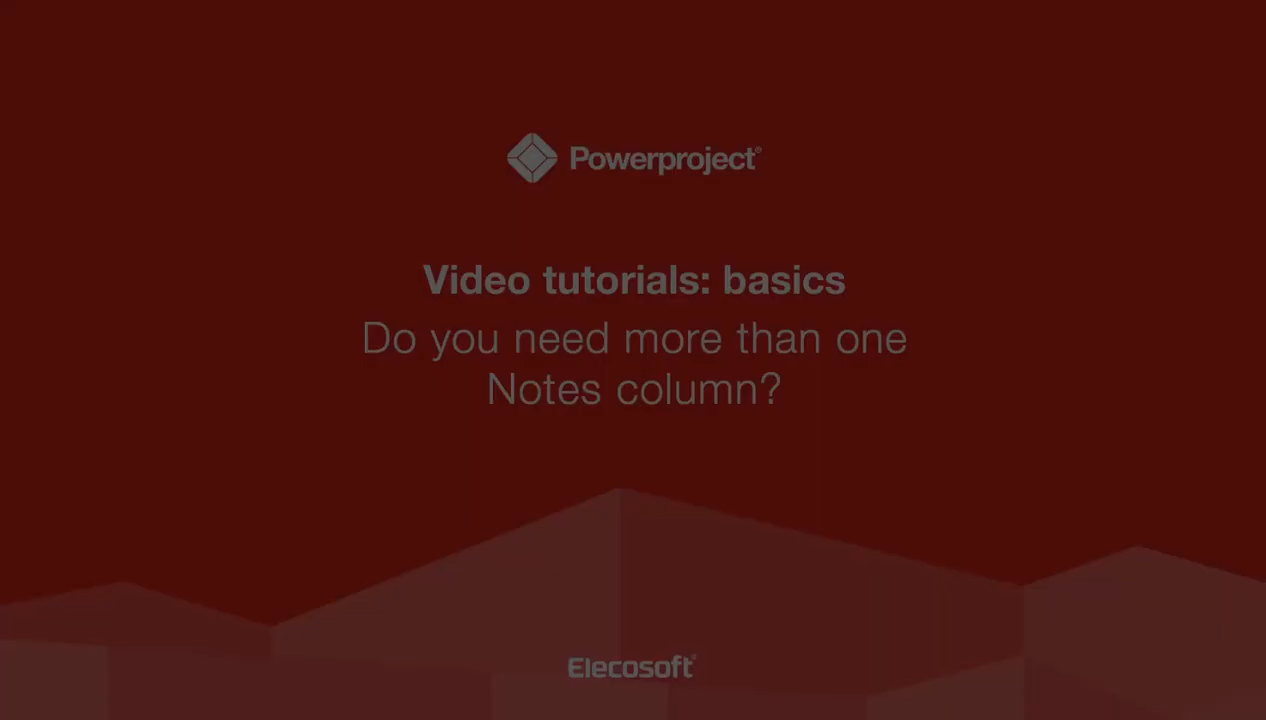 Powerproject®
Video tutorials: basics
Do you need more than one
Notes column?
Elecosoft®